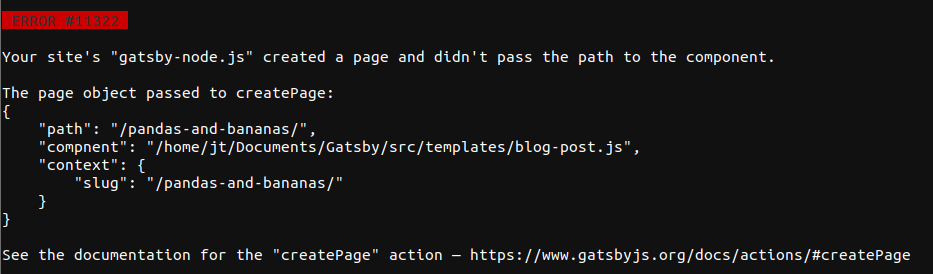 ERROR #11322
Your site's "gatsby-node.js" created a page and didn't pass the path to the component.
The page object passed to createPage:
{
    "path": "/pandas-and-bananas/",
    "compnent": "/home/jt/Documents/Gatsby/src/templates/blog-post.js",
    "context": {
        "slug": "/pandas-and-bananas/"
    }
}
See the documentation for the "createPage" action — https://www.gatsbyjs.org/docs/actions/#createPage